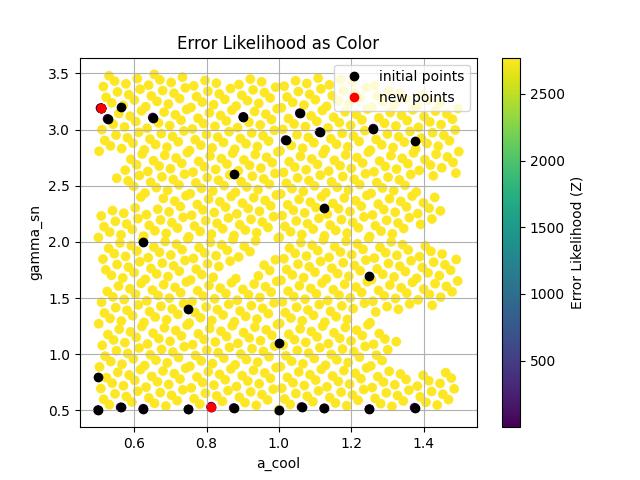 Error Likelihood as Color
initial points
new points
3.5
3.0
2.5
2.0
1.5
1.0
0.5
gamma_sn
0.6
0.8
1.0
1.2
1.4
a_cool
2500
2000
1500
1000
500
Error Likelihood (Z)